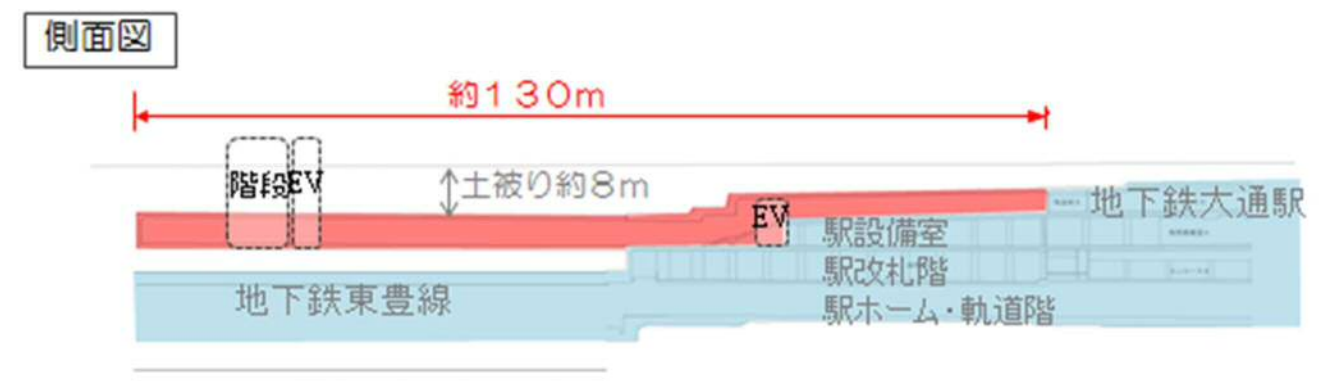 側面図
約130m
階段 EV
土被り約8m
EV
地下鉄大通駅
駅設備室
駅改札階
地下鉄東豊線
駅ホーム・軌道階